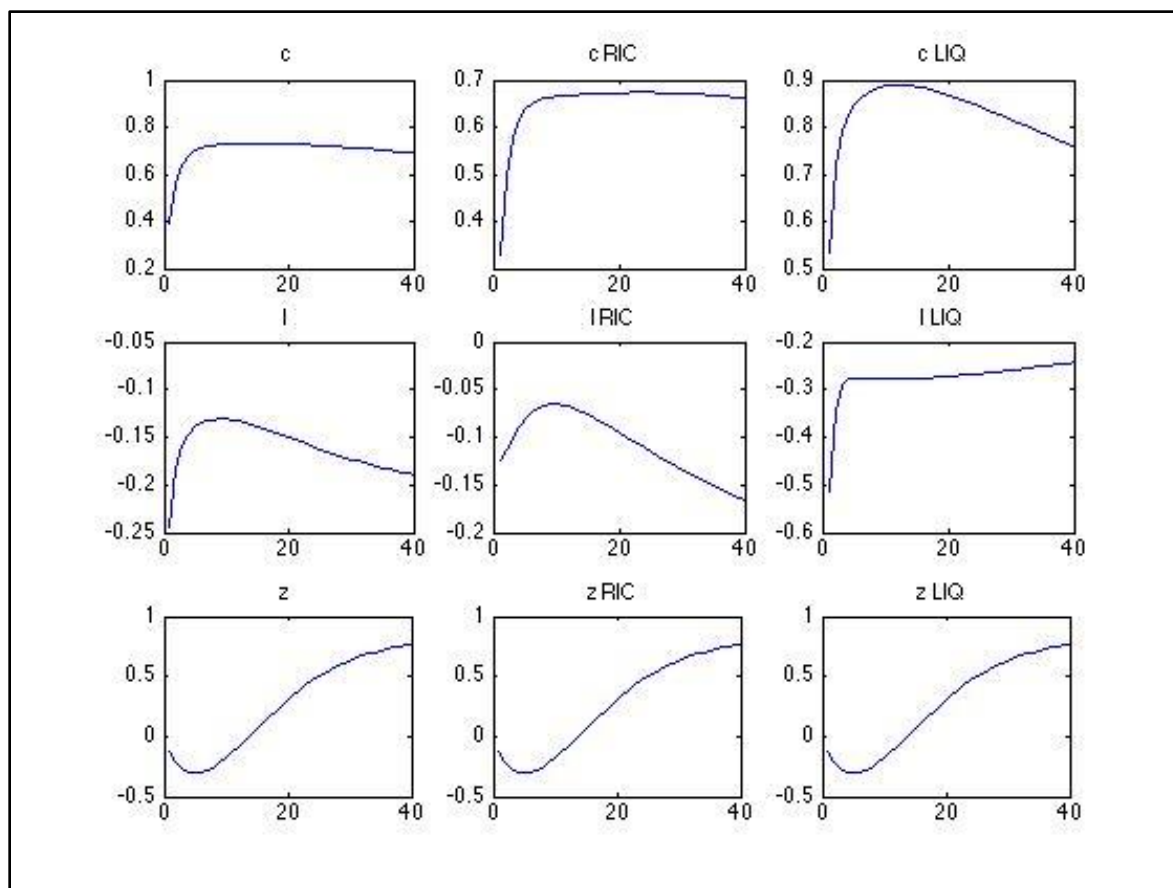 c c RIC c LIQ
1 0.7 0.9
0.8 0.6 0.8
0.6 0.5 0.7
0.4 0.4 0.6
0.2 0.5
0 20 40 0 20 40 0 20 40
l l RIC l LIQ
-0.05 0 -0.2
-0.1 -0.05 -0.3
-0.15 -0.1 -0.4
-0.2 -0.15 -0.5
-0.25 -0.2 -0.6
0 20 40 0 20 40 0 20 40
z z RIC z LIQ
1 1 1
0.5 0.5 0.5
0 0 0
-0.5 -0.5 -0.5
0 20 40 0 20 40 0 20 40